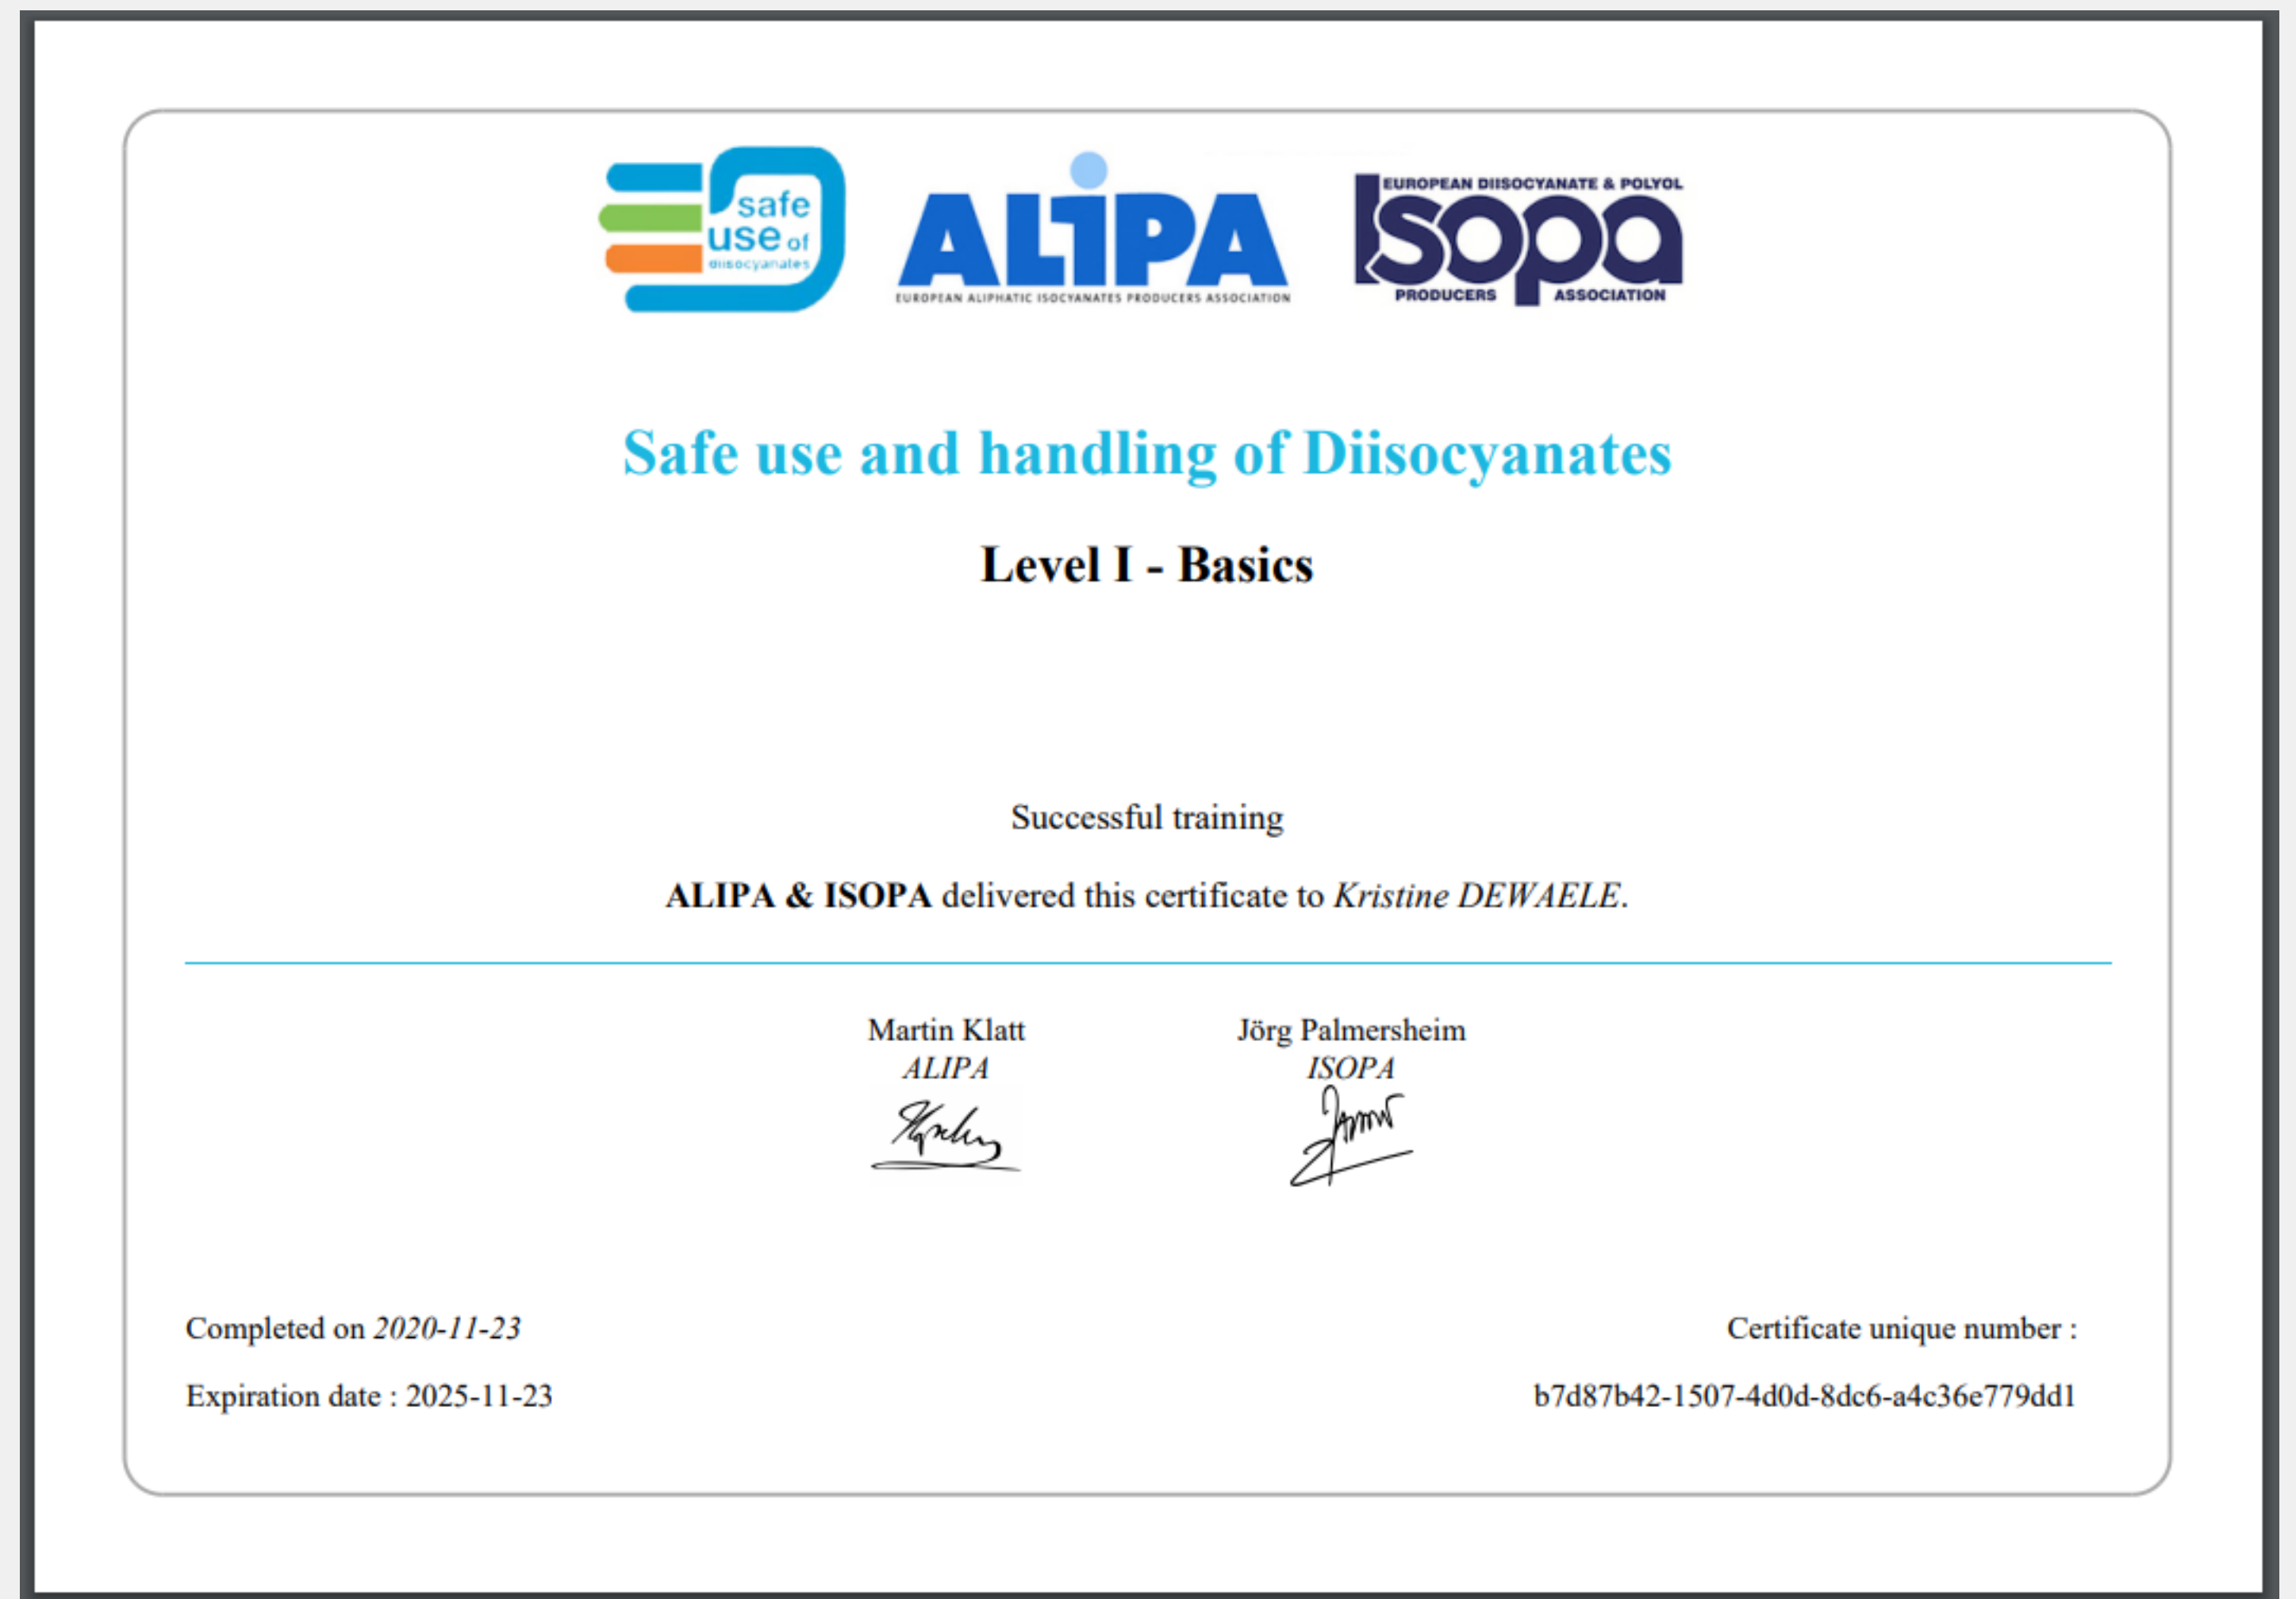 safe
use of
diisocyanates
ALiPA
EUROPEAN ALIPHATIC ISOCYANATES PRODUCERS ASSOCIATION
EUROPEAN DIISOCYANATE & POLYOL
Isopa
PRODUCERS ASSOCIATION
Safe use and handling of Diisocyanates
Level I - Basics
Successful training
ALIPA & ISOPA delivered this certificate to Kristine DEWAELE.
Martin Klatt
ALIPA
Jörg Palmersheim
ISOPA
Completed on 2020-11-23
Expiration date : 2025-11-23
Certificate unique number :
b7d87b42-1507-4d0d-8dc6-a4c36e779dd1